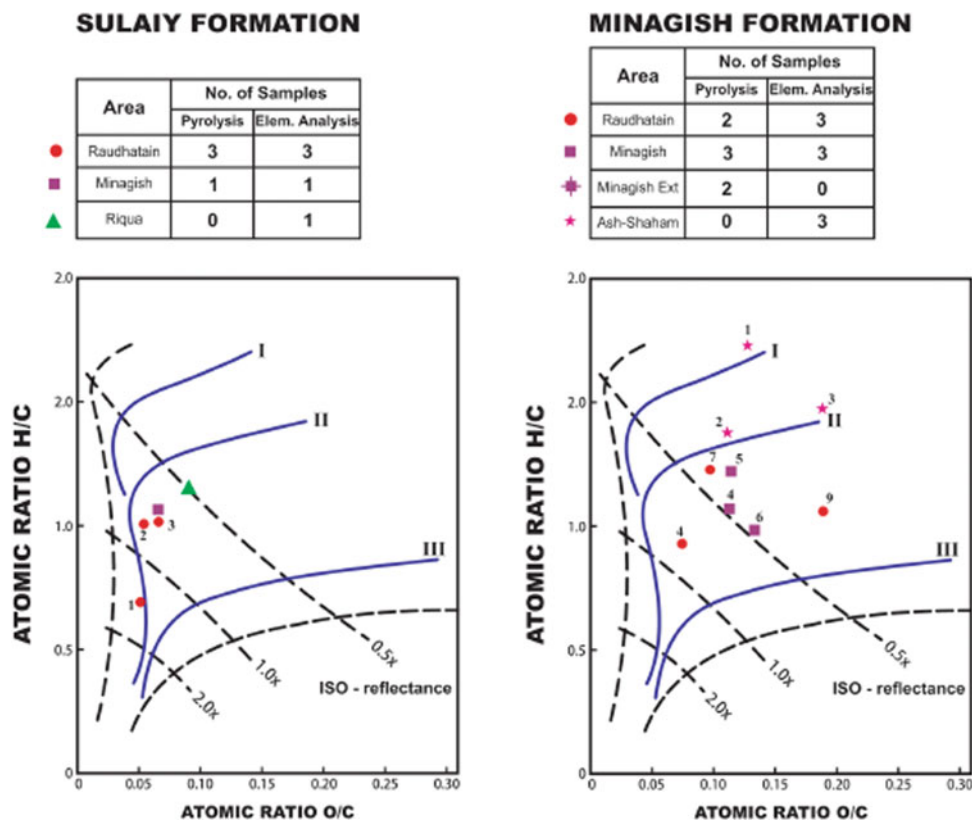 SULAIY FORMATION
Area
No. of Samples
Pyrolysis
Elem. Analysis
Raudhatain
3
3
Minagish
1
1
Riqua
0
1
ATOMIC RATIO H/C
2.0
2.0
1.0
0.5
0
I
II
III
2
3
1
0.5x
1.0x
2.0x
ISO - reflectance
0
0.05
0.10
0.20
0.30
ATOMIC RATIO O/C
MINAGISH FORMATION
Area
No. of Samples
Pyrolysis
Elem. Analysis
Raudhatain
2
3
Minagish
3
3
Minagish Ext
2
0
Ash-Shaham
0
3
ATOMIC RATIO H/C
2.0
2.0
1.0
0.5
0
1
I
3
2
II
7
5
4
9
6
4
III
0.5x
1.0x
2.0x
ISO - reflectance
0
0.05
0.10
0.20
0.30
ATOMIC RATIO O/C